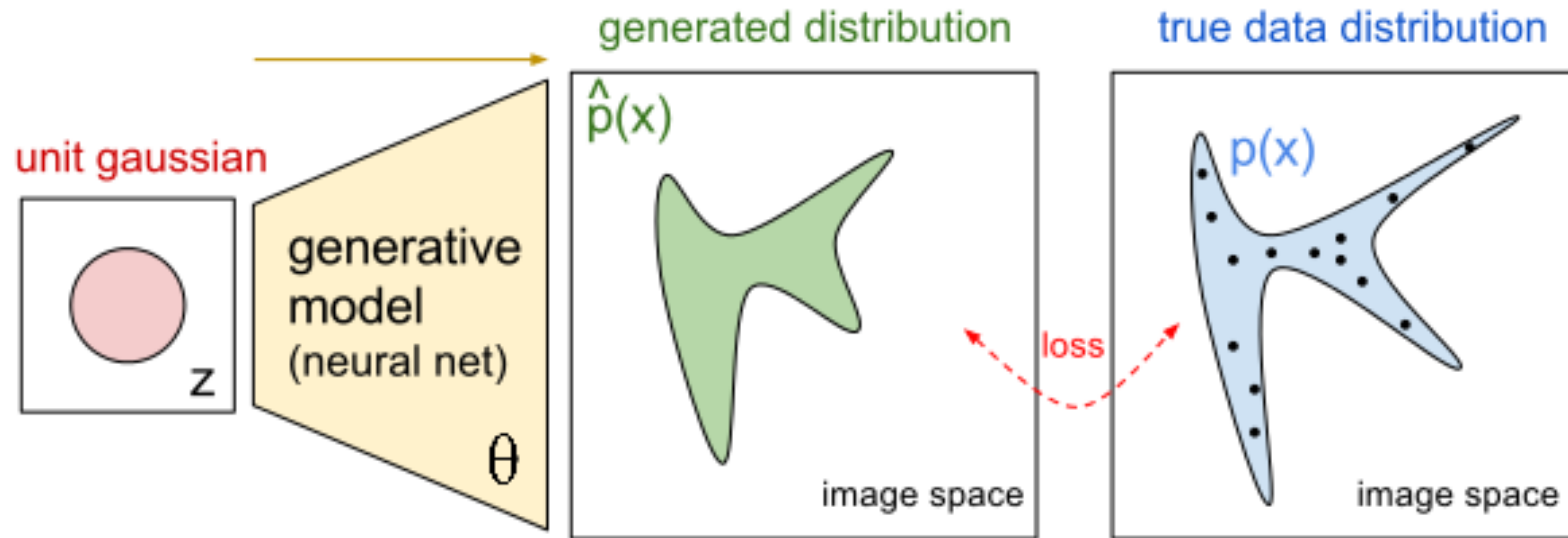 generated distribution
true data distribution
unit gaussian
z
generative
model
(neural net)
θ
p̂(x)
image space
loss
p(x)
image space